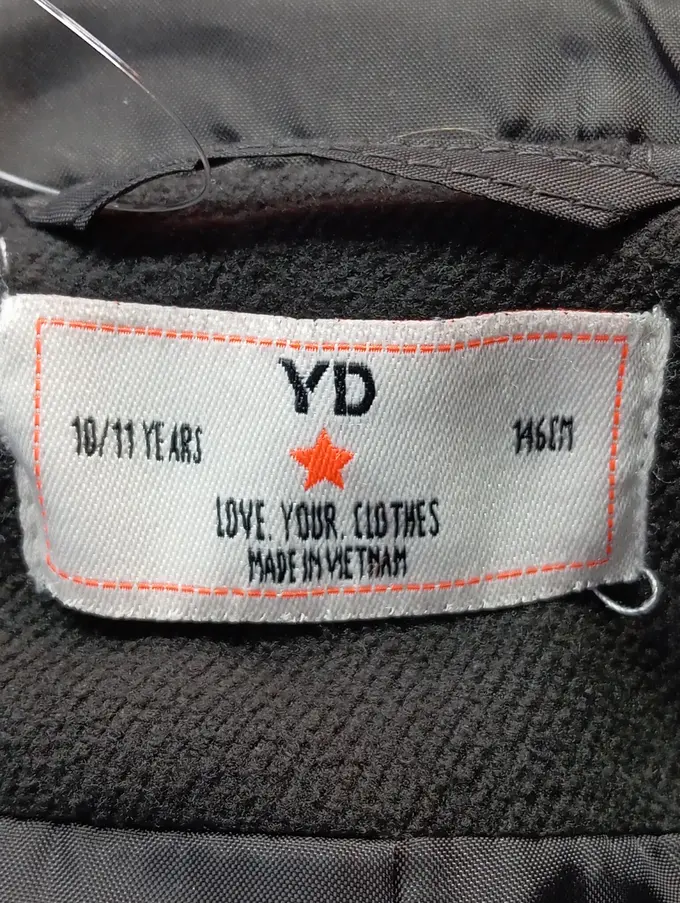 YD
10/11 YEARS 146CM
LOVE. YOUR. CLOTHES
MADE IN VIETNAM